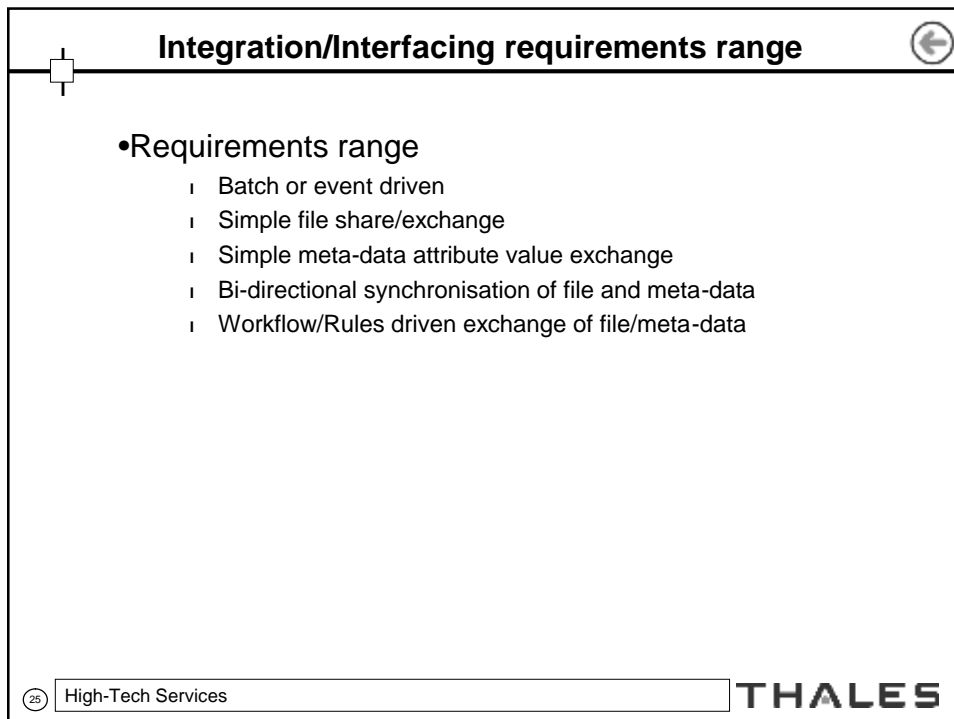 Integration/Interfacing requirements range
•Requirements range
ı Batch or event driven
ı Simple file share/exchange
ı Simple meta-data attribute value exchange
ı Bi-directional synchronisation of file and meta-data
ı Workflow/Rules driven exchange of file/meta-data
25 High-Tech Services
THALES